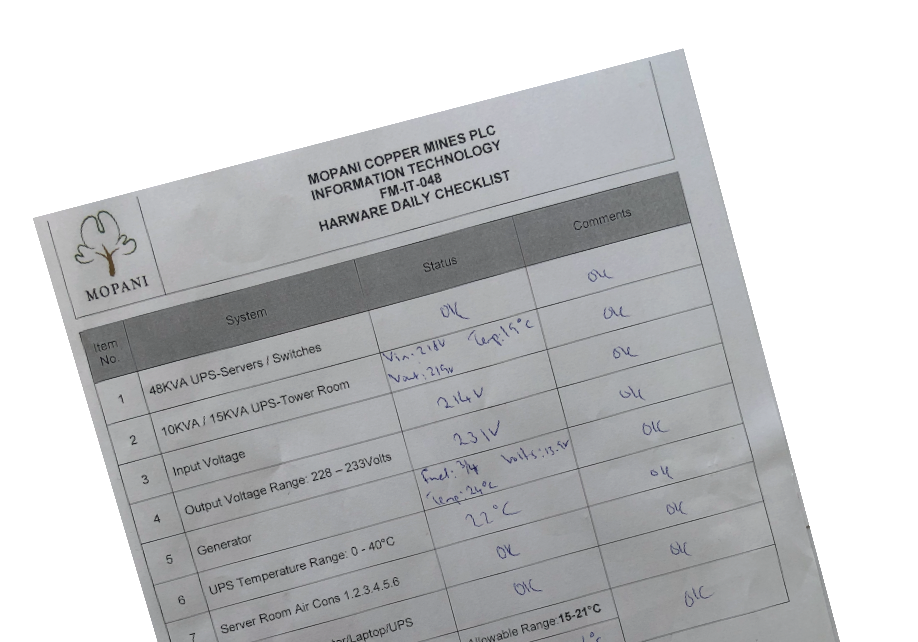 MOPANI COPPER MINES PLC
INFORMATION TECHNOLOGY
FM-IT-048
HARWARE DAILY CHECKLIST
MOPANI
Item No. System Status Comments
1 48KVA UPS-Servers / Switches OK OK
2 10KVA / 15KVA UPS-Tower Room Vin: 218V Temp: 19°C OK
Vout: 219v
3 Input Voltage 214V OK
4 Output Voltage Range: 228 – 233Volts 231V OK
5 Generator Fuel: 3/4 Volts: 13.5v OK
Temp: 24°C
6 UPS Temperature Range: 0 - 40°C 22°C OK
7 Server Room Air Cons 1.2.3.4.5.6 OK OK
/Laptop/UPS OK OK
Allowable Range: 15-21°C OK